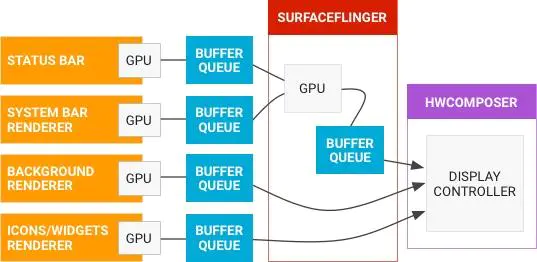 SURFACEFLINGER
STATUS BAR
GPU
BUFFER
QUEUE
SYSTEM BAR
RENDERER
GPU
BUFFER
QUEUE
GPU
BUFFER
QUEUE
HWCOMPOSER
DISPLAY
CONTROLLER
BACKGROUND
RENDERER
GPU
BUFFER
QUEUE
ICONS/WIDGETS
RENDERER
GPU
BUFFER
QUEUE